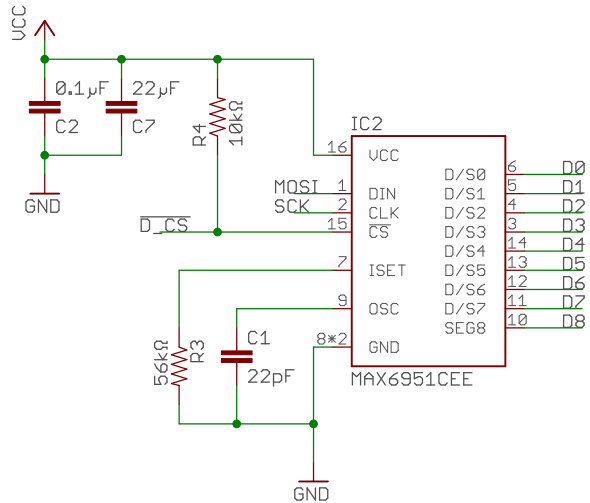 VCC
0.1µF
22µF
C2
C7
R4
10kΩ
GND
IC2
16
VCC
MOSI
1
DIN
SCK
2
CLK
D_CS
15
CS
7
ISET
9
OSC
8*2
GND
D/S0
6
D0
D/S1
5
D1
D/S2
4
D2
D/S3
3
D3
D/S4
14
D4
D/S5
13
D5
D/S6
12
D6
D/S7
11
D7
SEG8
10
D8
MAX6951CEE
56kΩ
R3
C1
22pF
GND